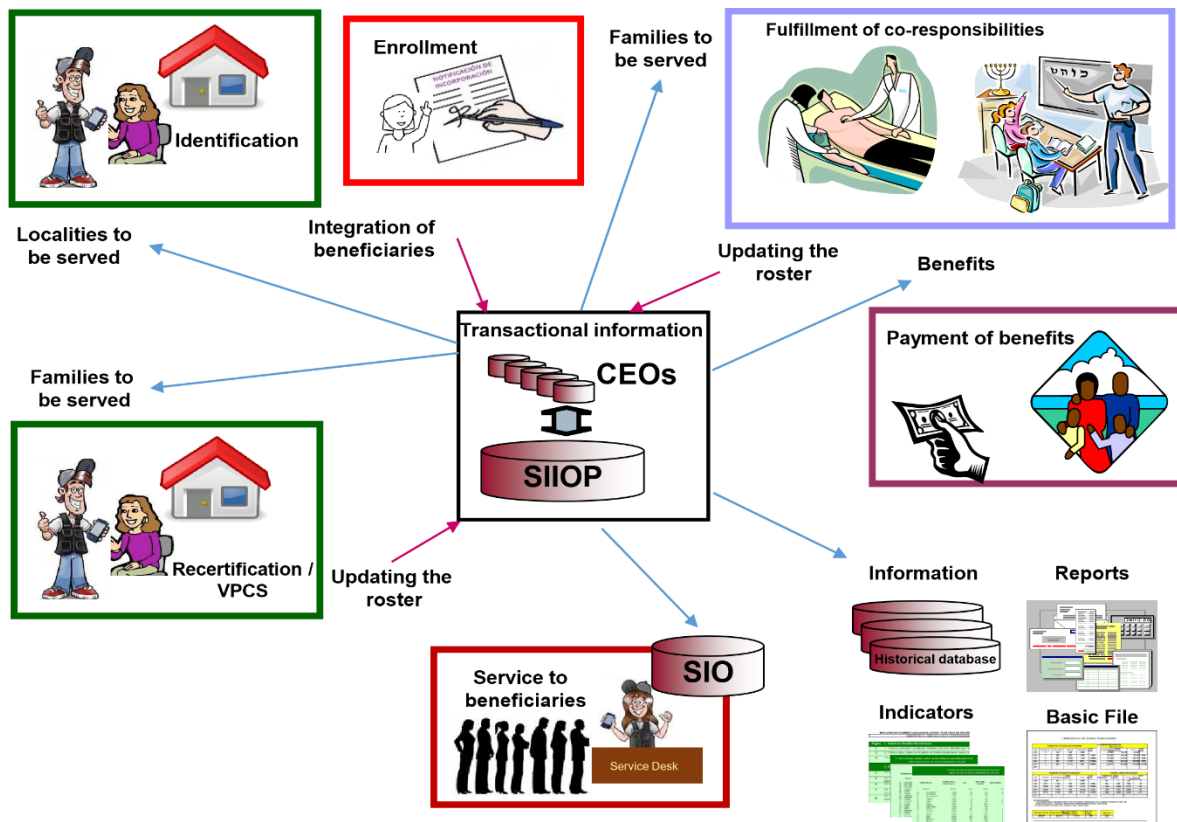 Identification
Enrollment
NOTIFICACIÓN DE
INCORPORACIÓN
Families to
be served
Fulfillment of co-responsibilities
Localities to
be served
Integration of
beneficiaries
Updating the
roster
Benefits
Transactional information
CEOs
SIIOP
Payment of benefits
Families to
be served
Recertification /
VPCS
Updating the
roster
Information
Historical database
Reports
SIO
Service to
beneficiaries
Service Desk
Indicators
Basic File